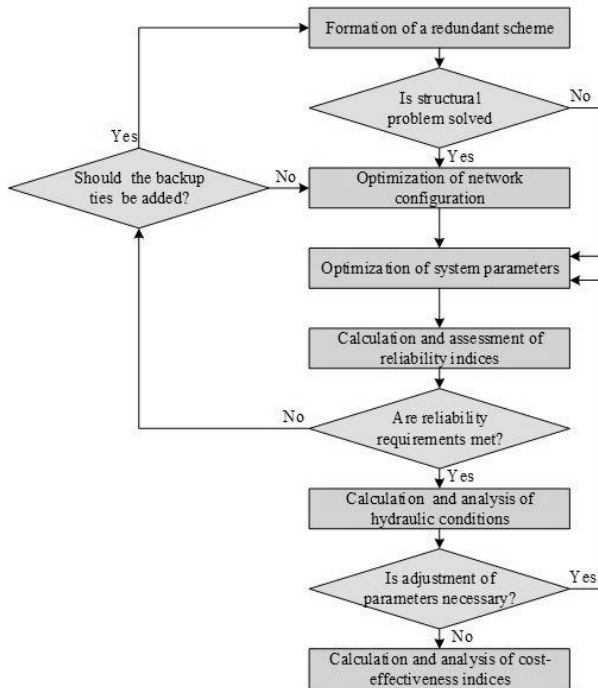 Formation of a redundant scheme
Is structural
problem solved
No
Yes
Yes
Should the backup
ties be added?
No
Optimization of network
configuration
Optimization of system parameters
Calculation and assessment of
reliability indices
No
Are reliability
requirements met?
Yes
Calculation and analysis of
hydraulic conditions
Is adjustment of
parameters necessary?
Yes
No
Calculation and analysis of cost-
effectiveness indices